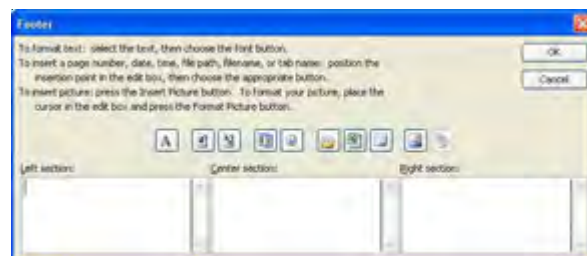 Footer
To format text: select the text, then choose the font button.
To insert a page number, date, time, file path, filename, or tab name: position the
insertion point in the edit box, then choose the appropriate button.
To insert picture: press the Insert Picture button. To format your picture, place the
cursor in the edit box and press the Format Picture button.
OK
Cancel
A
Left section:
Center section:
Right section: